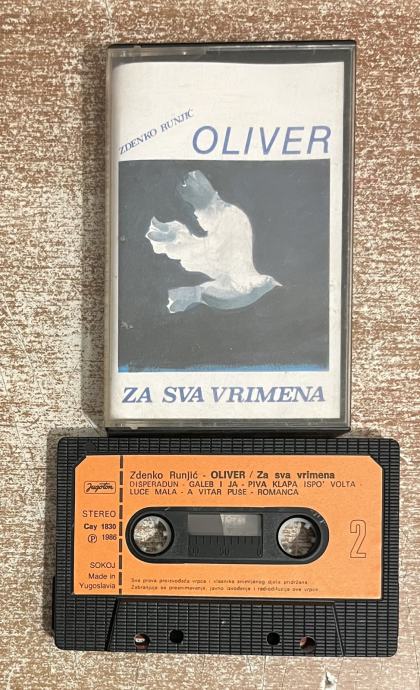 ZDENKO RUNJIĆ
OLIVER
ZA SVA VRIMENA
Jugoton
STEREO
Cay 1830
Ⓟ 1986
SOKOJ
Made in
Yugoslavia
Zdenko Runjić - OLIVER / Za sva vrimena
DISPERADUN - GALEB I JA - PIVA KLAPA ISPO' VOLTA -
LUCE MALA - A VITAR PUŠE - ROMANCA
2
50
Sva prava proizvođača vrpce i vlasnika snimljenog djela pridržana.
Zabranjuje se presnimavanje, javno izvođenje i radiodifuzija ove vrpce.